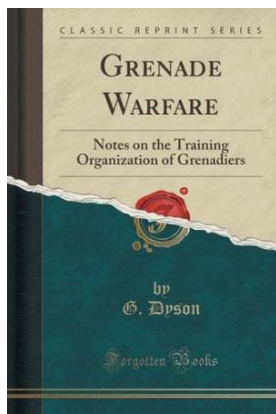 CLASSIC REPRINT SERIES
GRENADE
WARFARE
Notes on the Training
Organization of Grenadiers
by
G. Dyson
Forgotten Books